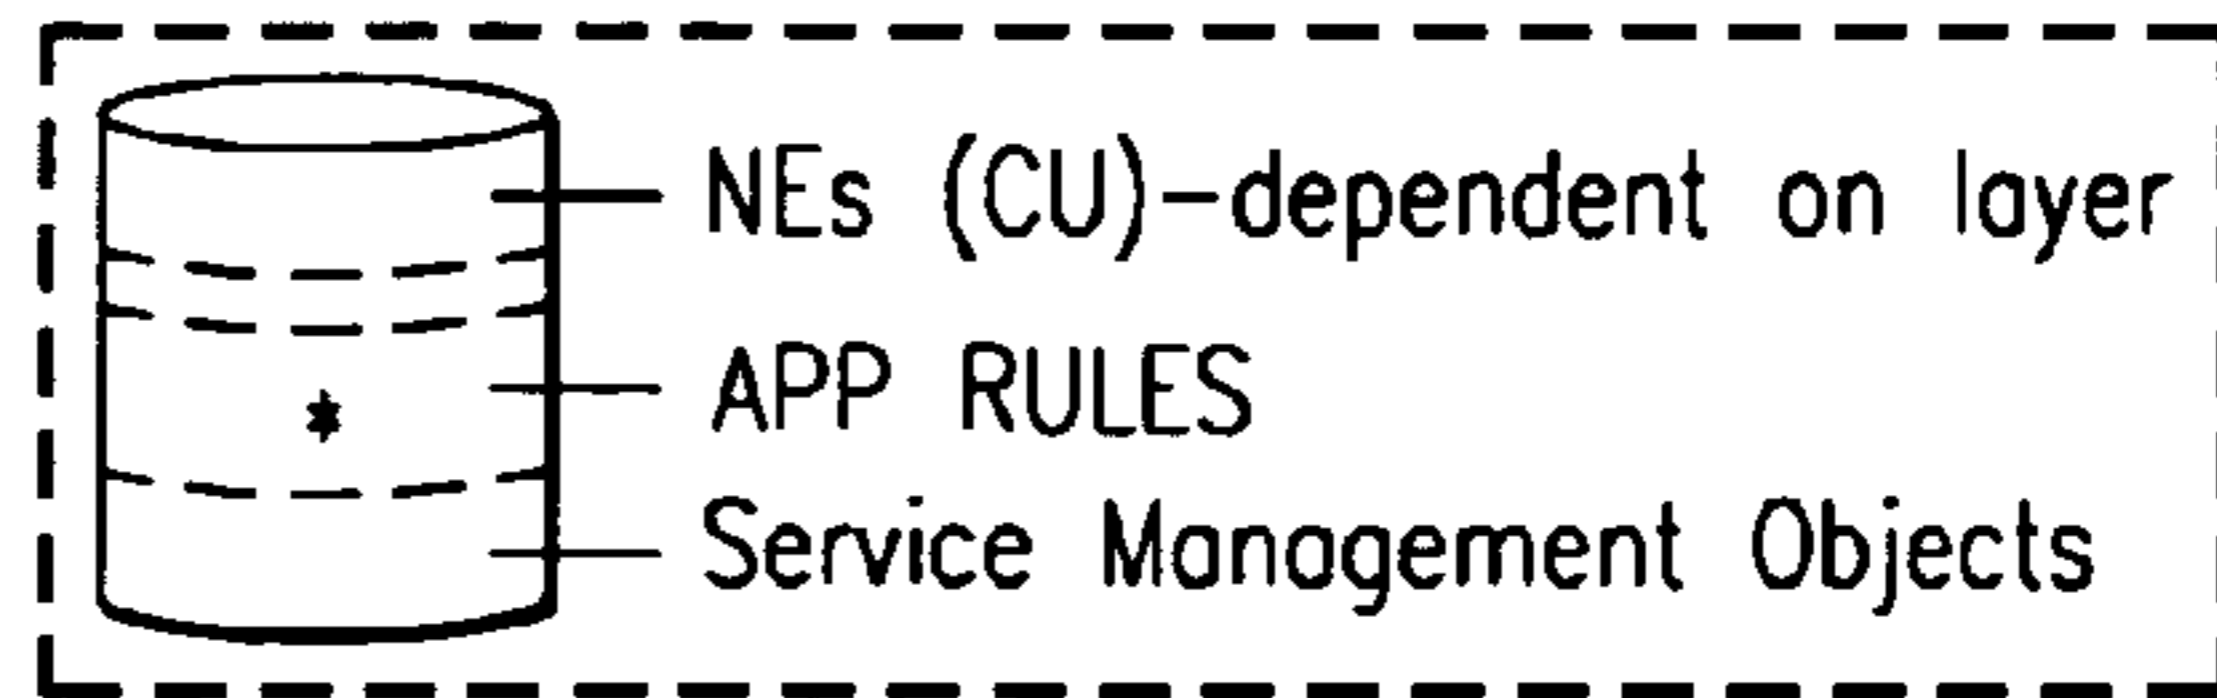 NEs (CU)-dependent on layer
APP RULES
*
Service Management Objects